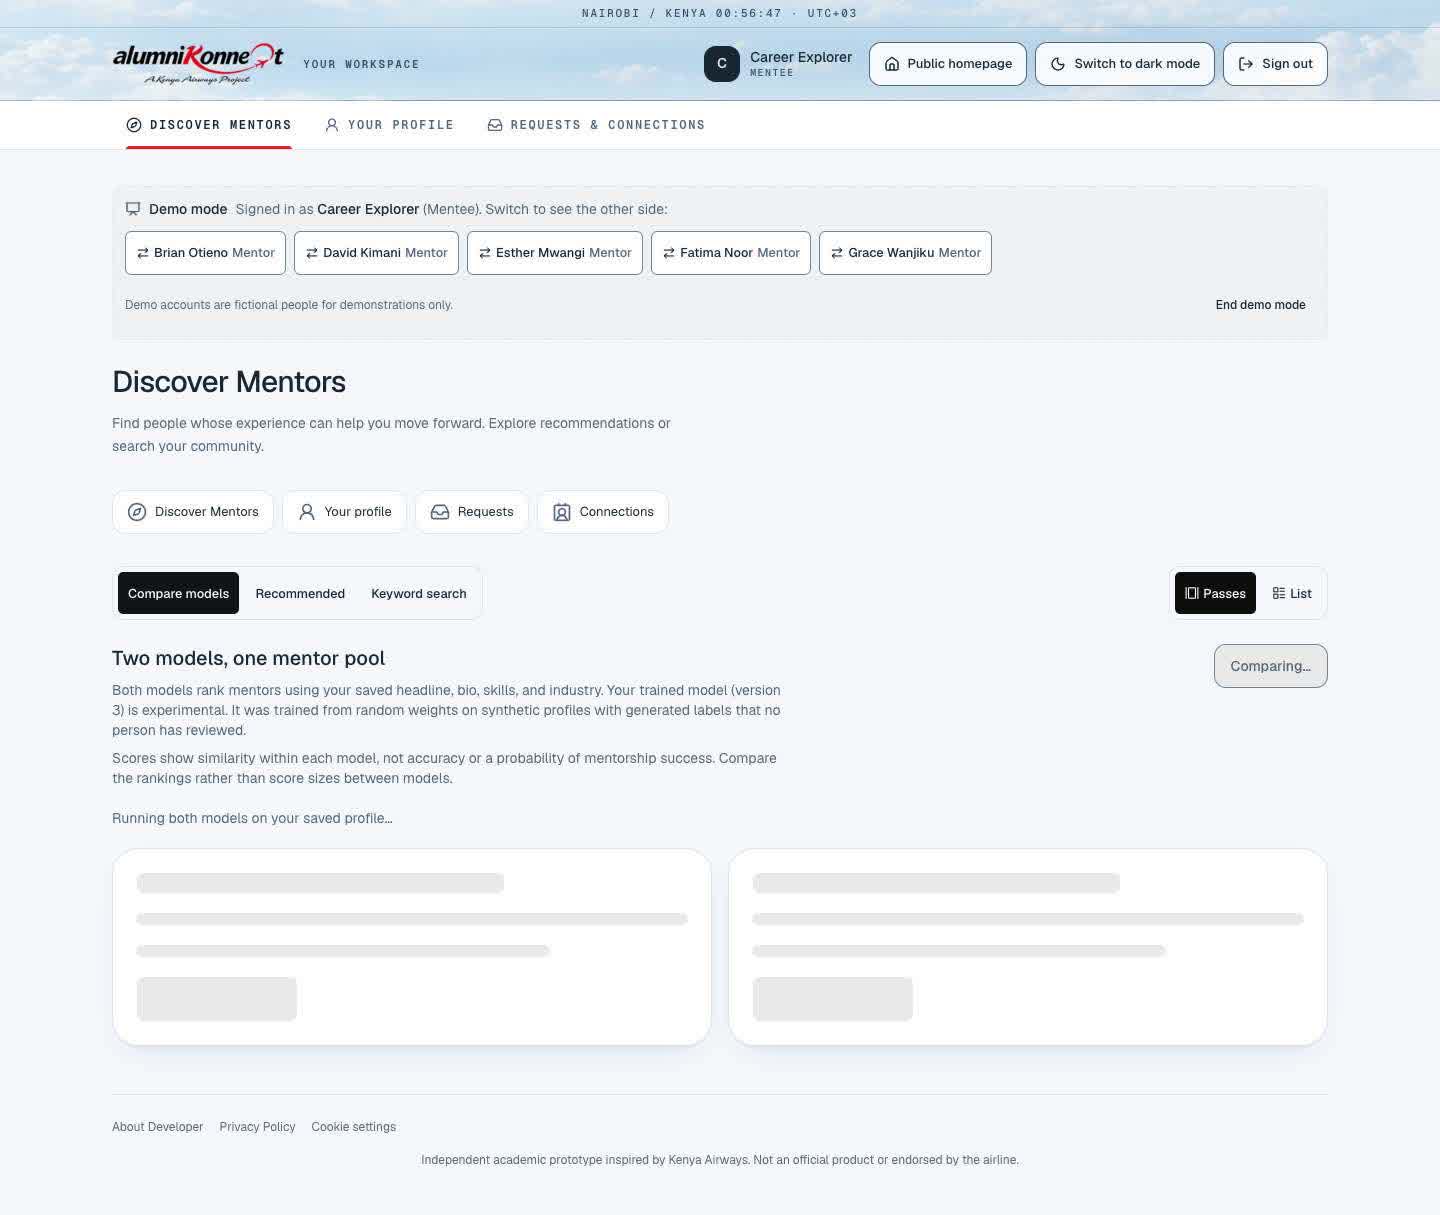 NAIROBI / KENYA 00:56:47 · UTC+03
alumniKonnect
A Kenya Airways Project
YOUR WORKSPACE
C
Career Explorer
MENTEE
Public homepage
Switch to dark mode
Sign out
DISCOVER MENTORS
YOUR PROFILE
REQUESTS & CONNECTIONS
Demo mode Signed in as Career Explorer (Mentee). Switch to see the other side:
Brian Otieno Mentor
David Kimani Mentor
Esther Mwangi Mentor
Fatima Noor Mentor
Grace Wanjiku Mentor
Demo accounts are fictional people for demonstrations only.
End demo mode
Discover Mentors
Find people whose experience can help you move forward. Explore recommendations or
search your community.
Discover Mentors
Your profile
Requests
Connections
Compare models
Recommended
Keyword search
Passes
List
Two models, one mentor pool
Comparing…
Both models rank mentors using your saved headline, bio, skills, and industry. Your trained model (version
3) is experimental. It was trained from random weights on synthetic profiles with generated labels that no
person has reviewed.
Scores show similarity within each model, not accuracy or a probability of mentorship success. Compare
the rankings rather than score sizes between models.
Running both models on your saved profile…
About Developer
Privacy Policy
Cookie settings
Independent academic prototype inspired by Kenya Airways. Not an official product or endorsed by the airline.